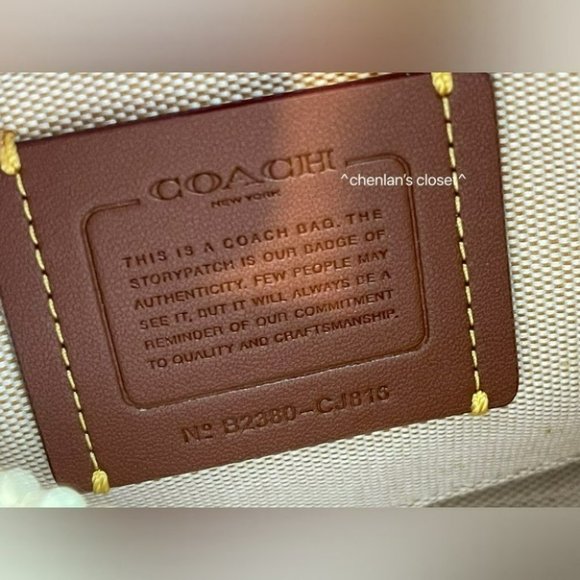 COACH
NEW YORK
^chenlan's closet^
THIS IS A COACH BAG. THE
STORYPATCH IS OUR BADGE OF
AUTHENTICITY. FEW PEOPLE MAY
SEE IT, BUT IT WILL ALWAYS BE A
REMINDER OF OUR COMMITMENT
TO QUALITY AND CRAFTSMANSHIP.
Nº B2380-CJ816